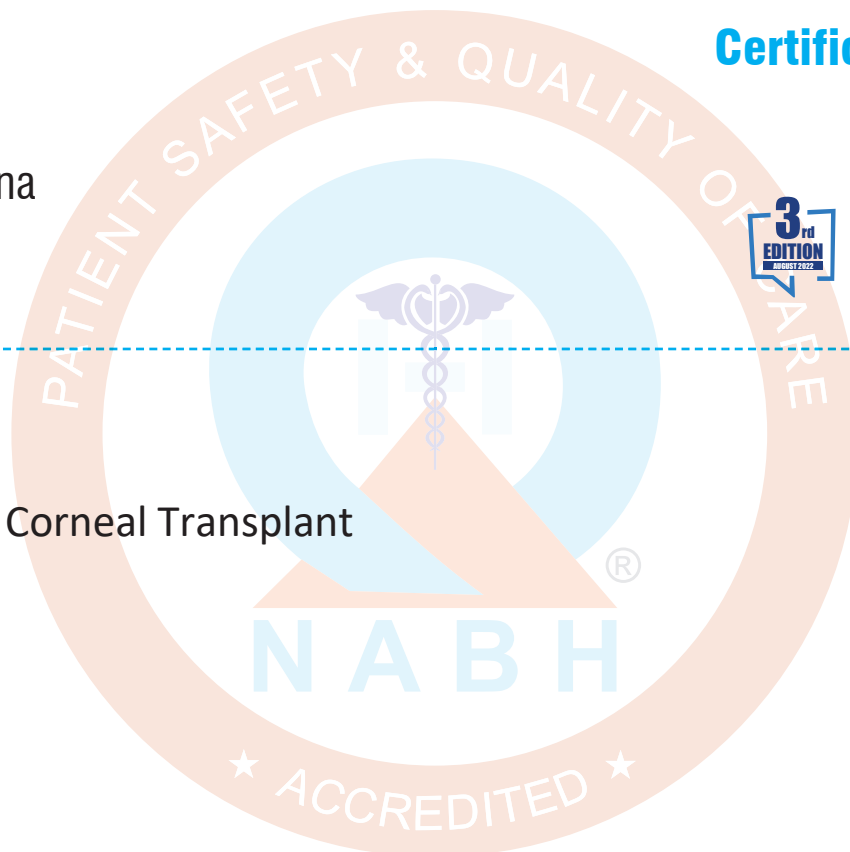 Certific
PATIENT SAFETY & QUALITY OF CARE
na
3rd
EDITION
AUGUST 2022
H
Corneal Transplant
®
NABH
★ ACCREDITED ★